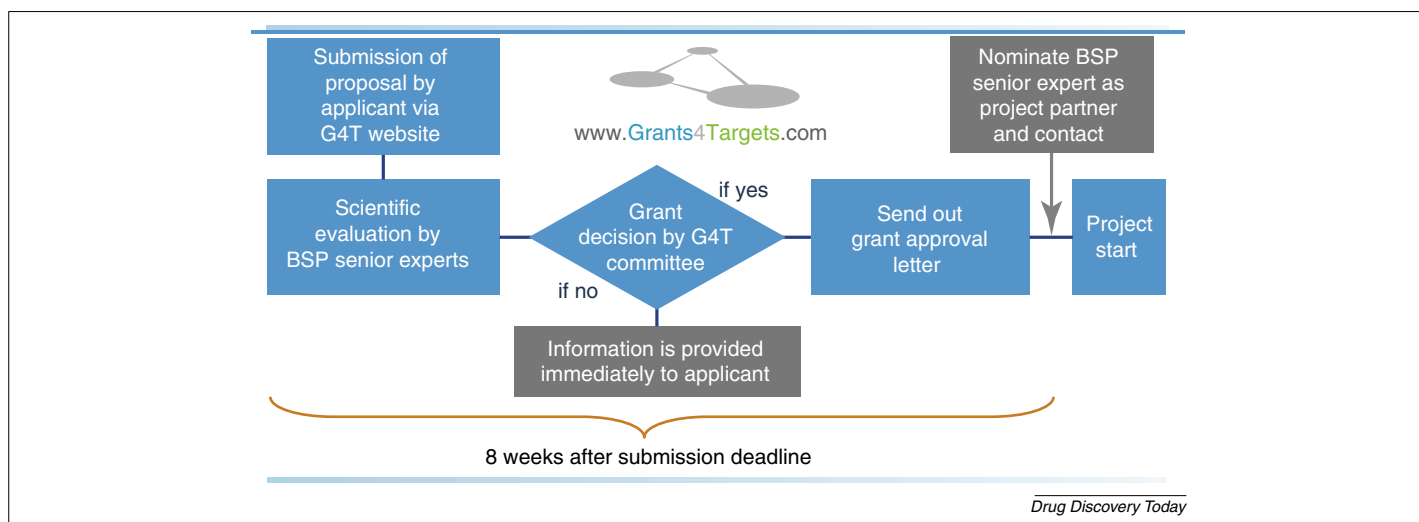 Submission of
proposal by
applicant via
G4T website
www.Grants4Targets.com
Nominate BSP
senior expert as
project partner
and contact
Scientific
evaluation by
BSP senior experts
Grant
decision by G4T
committee
if yes
if no
Send out
grant approval
letter
Project
start
Information is provided
immediately to applicant
8 weeks after submission deadline
Drug Discovery Today